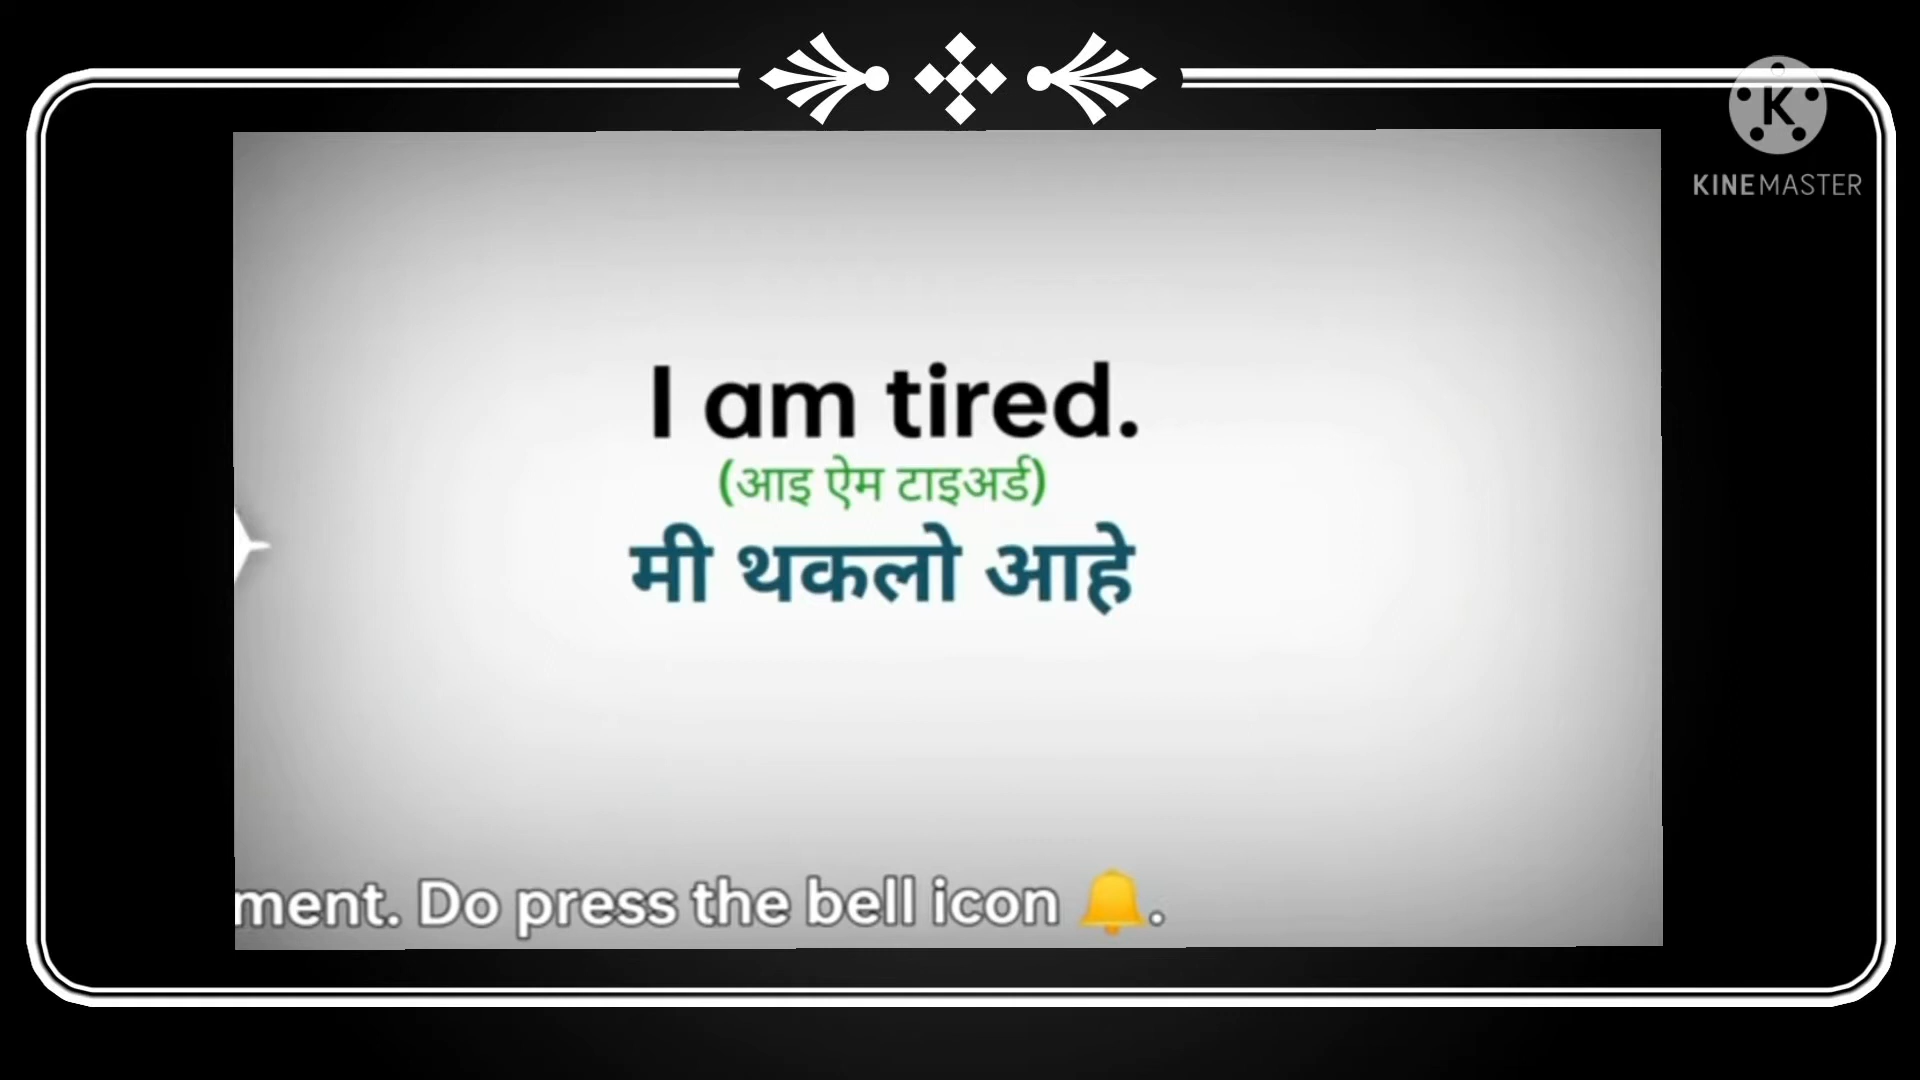 KINEMASTER
I am tired.
(आइ ऐम टाइअर्ड)
मी थकलो आहे
ment. Do press the bell icon 🔔.